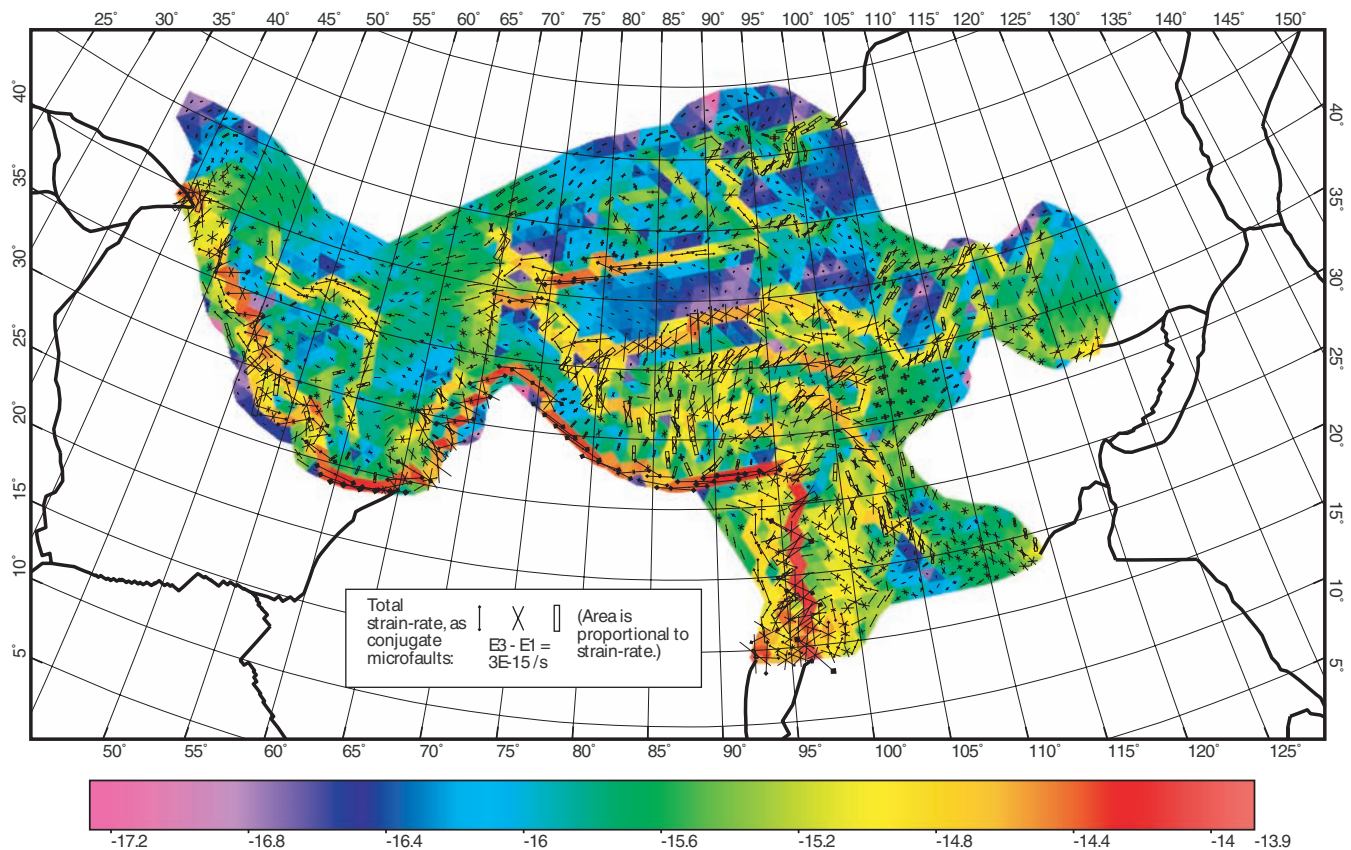 25° 30° 35° 40° 45° 50° 55° 60° 65° 70° 75° 80° 85° 90° 95° 100° 105° 110° 115° 120° 125° 130° 135° 140° 145° 150°
40°
35°
30°
25°
20°
15°
10°
5°
40°
35°
30°
25°
20°
15°
10°
5°
Total
strain-rate, as
conjugate
microfaults:
E3 - E1 =
3E-15 /s
(Area is
proportional to
strain-rate.)
50° 55° 60° 65° 70° 75° 80° 85° 90° 95° 100° 105° 110° 115° 120° 125°
-17.2 -16.8 -16.4 -16 -15.6 -15.2 -14.8 -14.4 -14 -13.9